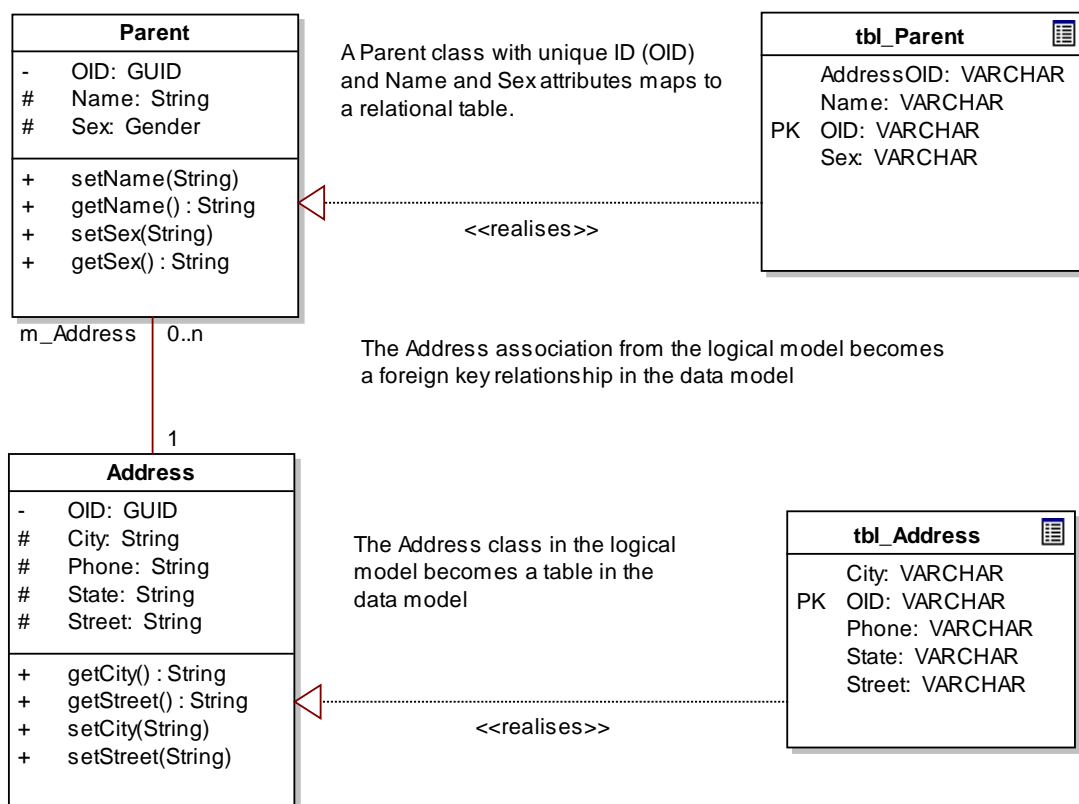 Parent
- OID: GUID
# Name: String
# Sex: Gender
+ setName(String)
+ getName() : String
+ setSex(String)
+ getSex() : String
A Parent class with unique ID (OID)
and Name and Sex attributes maps to
a relational table.
tbl_Parent
AddressOID: VARCHAR
Name: VARCHAR
PK OID: VARCHAR
Sex: VARCHAR
<<realises>>
m_Address 0..n
The Address association from the logical model becomes
a foreign key relationship in the data model
1
Address
- OID: GUID
# City: String
# Phone: String
# State: String
# Street: String
+ getCity() : String
+ getStreet() : String
+ setCity(String)
+ setStreet(String)
The Address class in the logical
model becomes a table in the
data model
tbl_Address
City: VARCHAR
PK OID: VARCHAR
Phone: VARCHAR
State: VARCHAR
Street: VARCHAR
<<realises>>